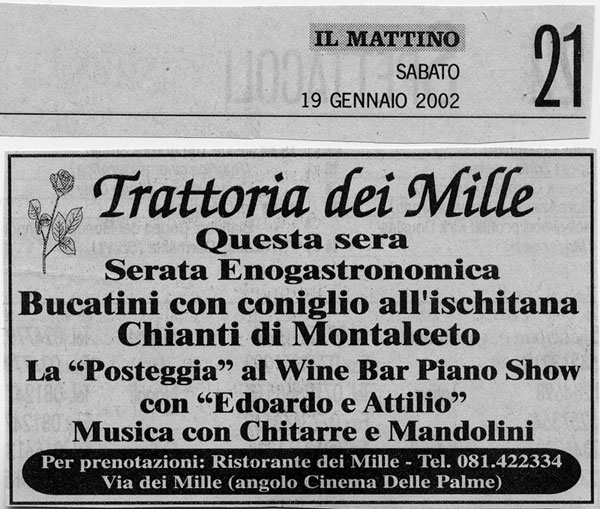 IL MATTINO
SABATO
19 GENNAIO 2002
21
Trattoria dei Mille
Questa sera
Serata Enogastronomica
Bucatini con coniglio all'ischitana
Chianti di Montalceto
La “Posteggia” al Wine Bar Piano Show
con “Edoardo e Attilio”
Musica con Chitarre e Mandolini
Per prenotazioni: Ristorante dei Mille - Tel. 081.422334
Via dei Mille (angolo Cinema Delle Palme)